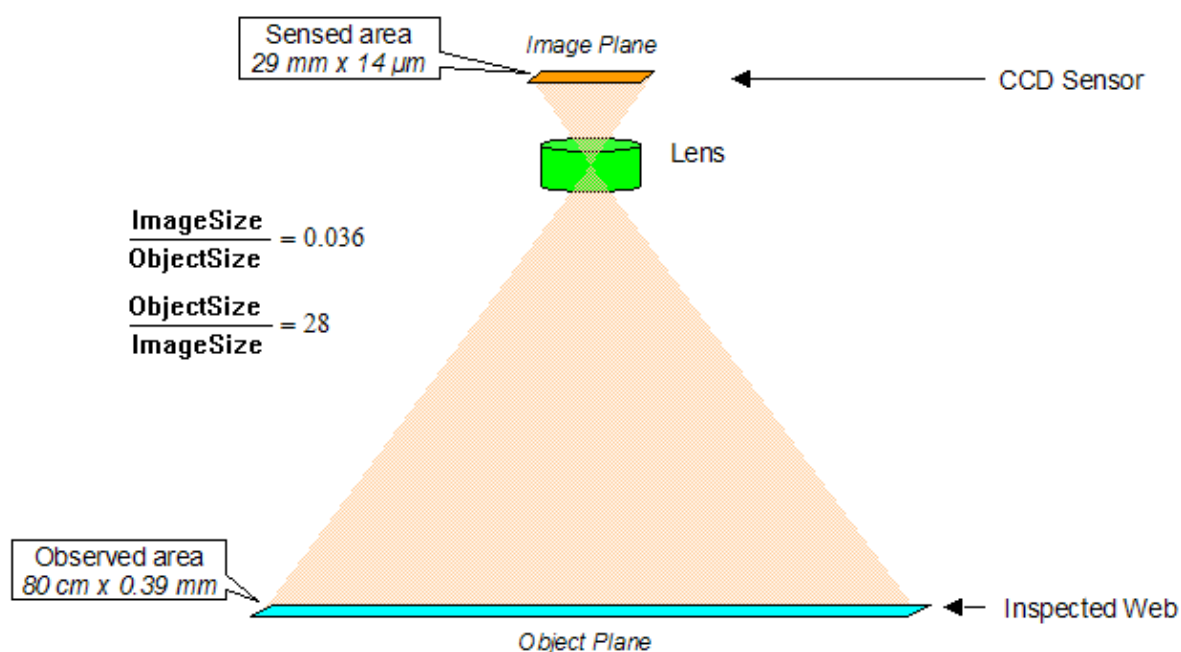 Sensed area
29 mm x 14 µm
Image Plane
CCD Sensor
Lens
ImageSize
ObjectSize
= 0.036
ObjectSize
ImageSize
= 28
Observed area
80 cm x 0.39 mm
Inspected Web
Object Plane